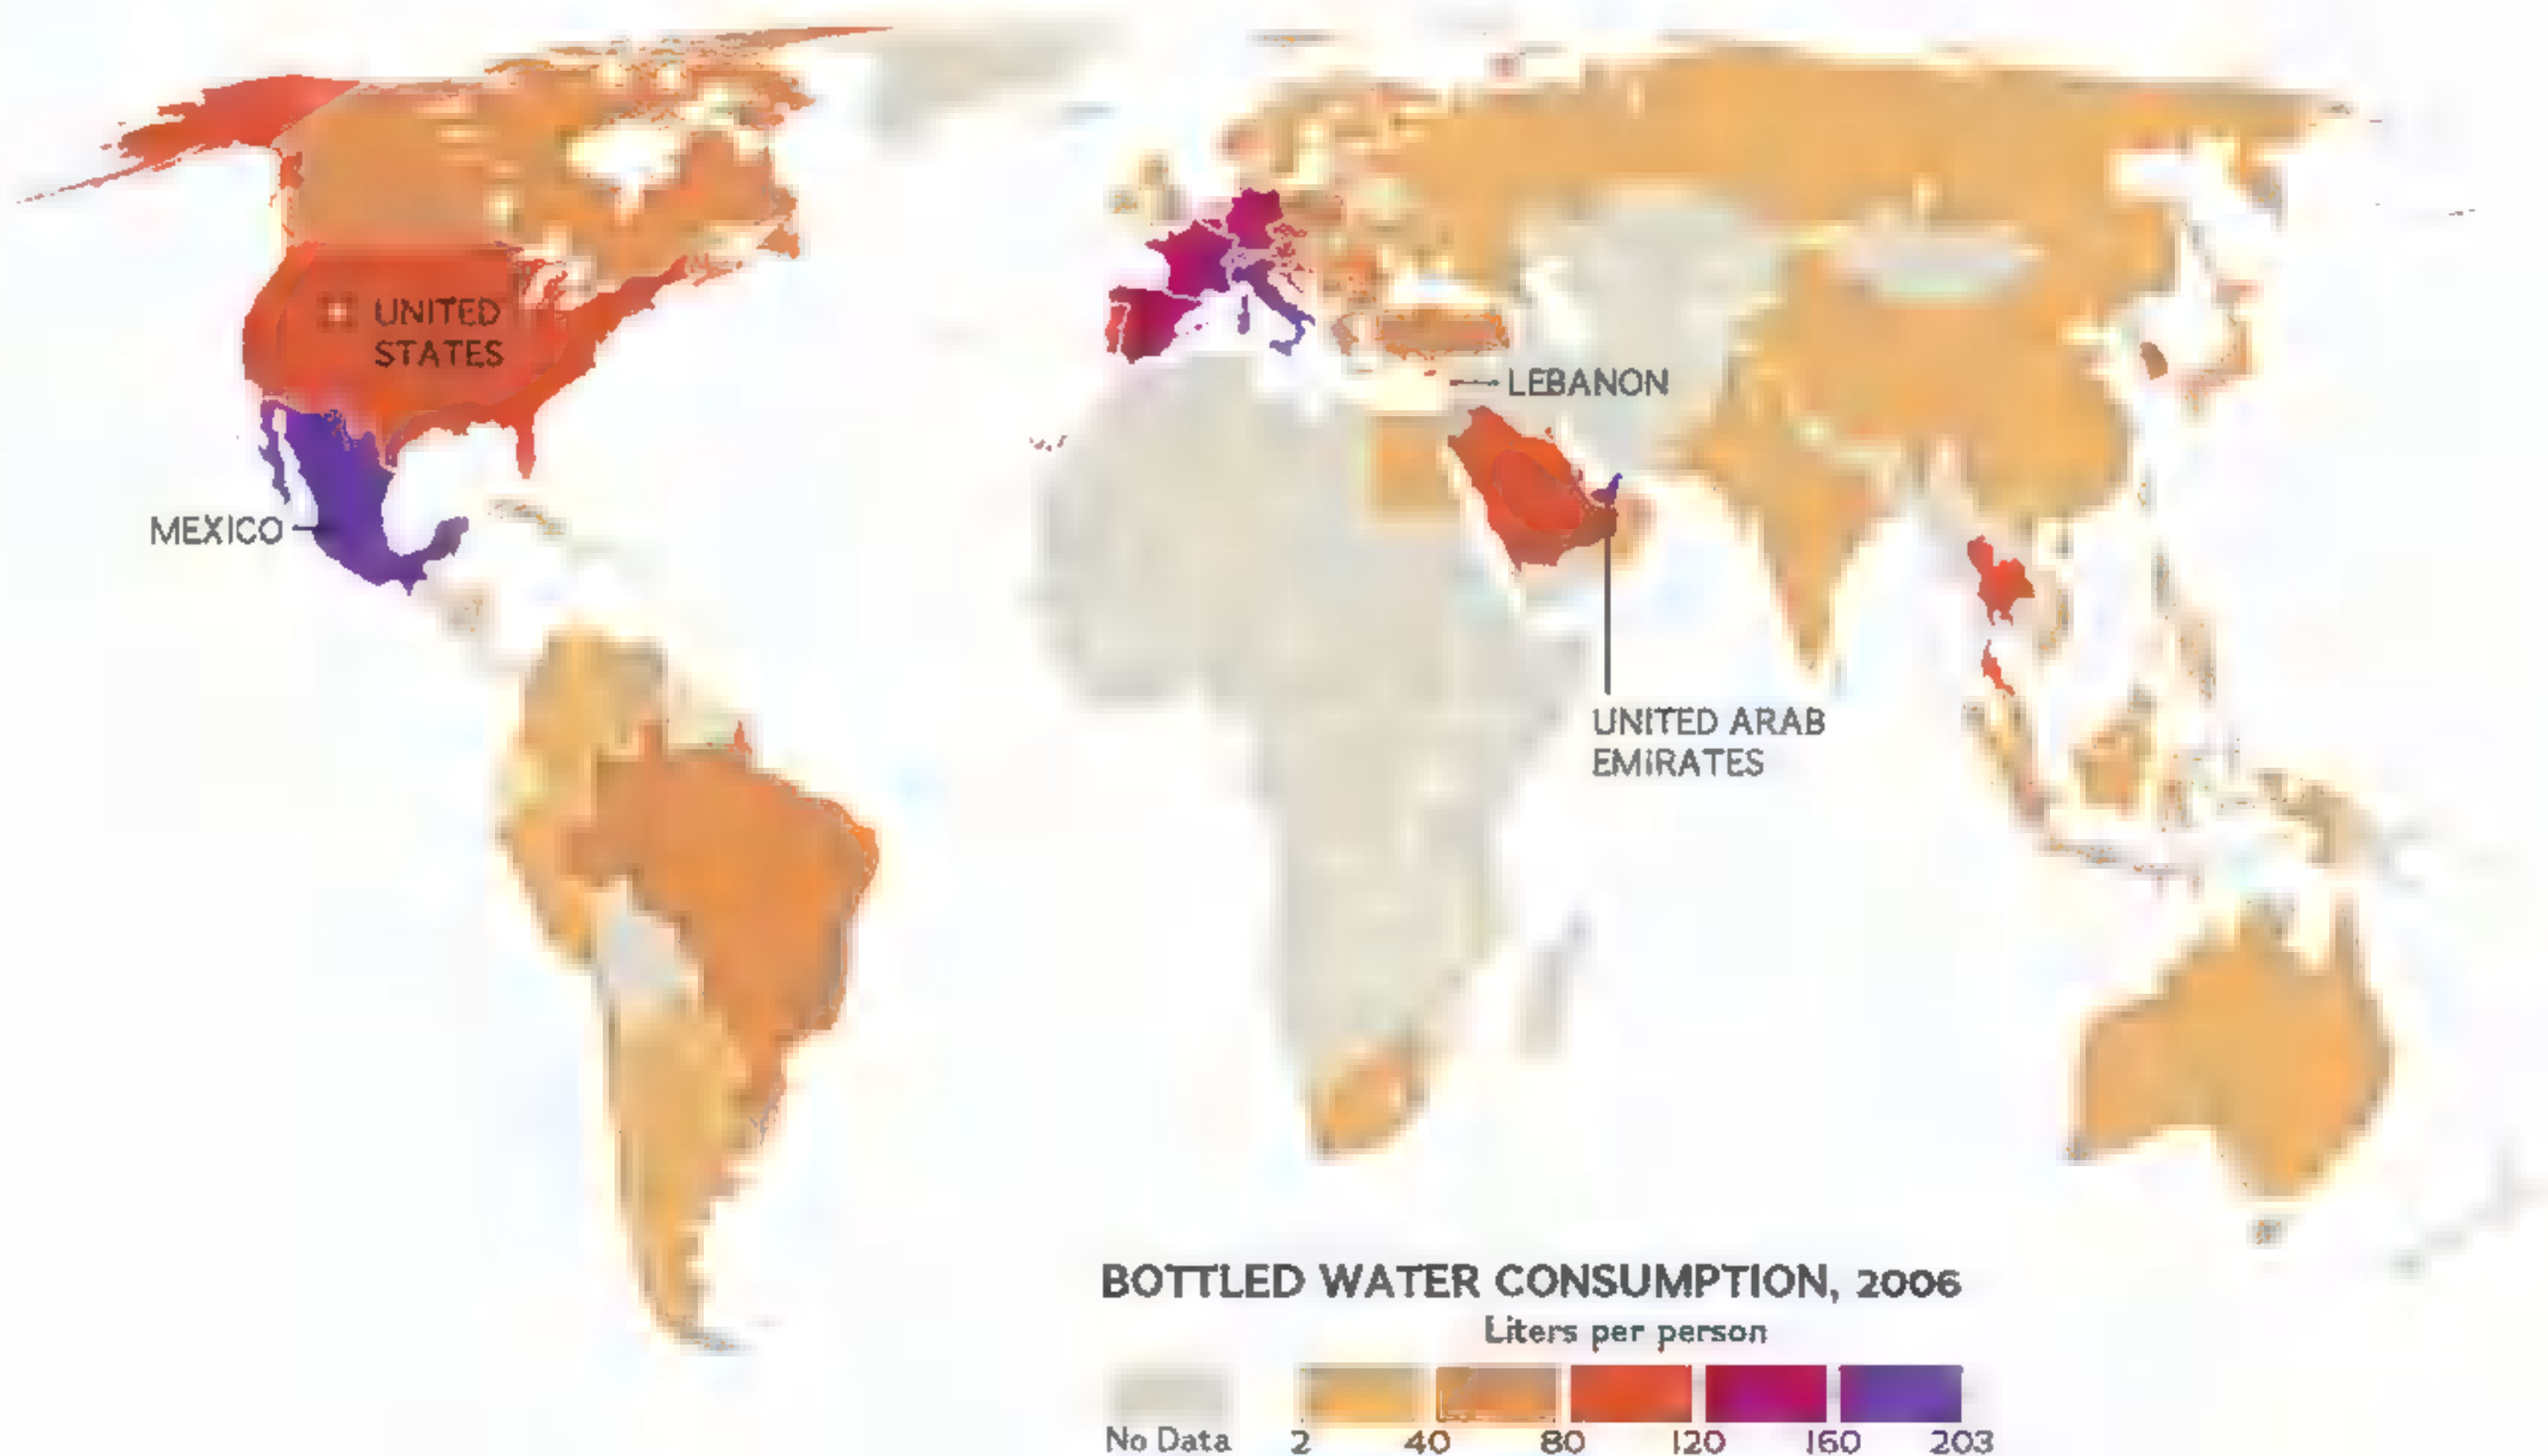 UNITED
STATES
LEBANON
MEXICO
UNITED ARAB
EMIRATES
BOTTLED WATER CONSUMPTION, 2006
Liters per person
No Data 2 40 80 120 160 203